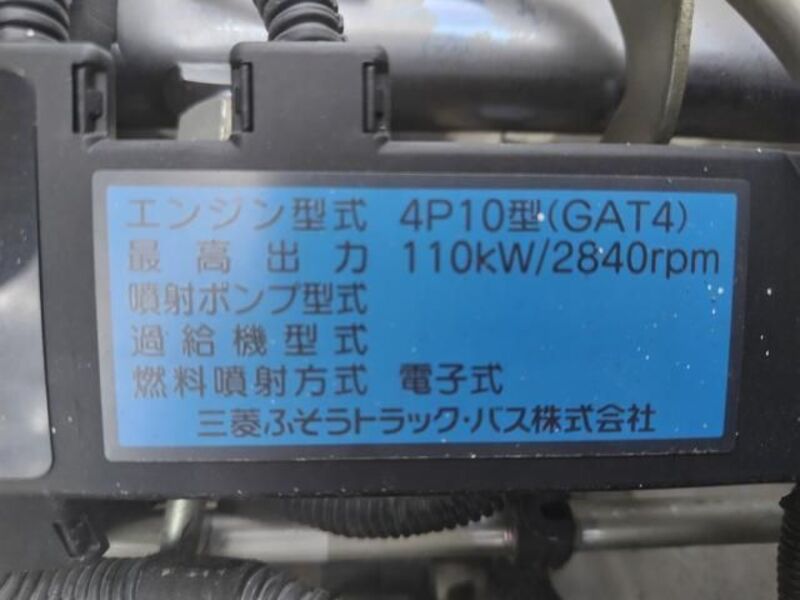 エンジン型式 4P10型(GAT4)
最高出力 110kW/2840rpm
噴射ポンプ型式
過給機型式
燃料噴射方式 電子式
三菱ふそうトラック・バス株式会社